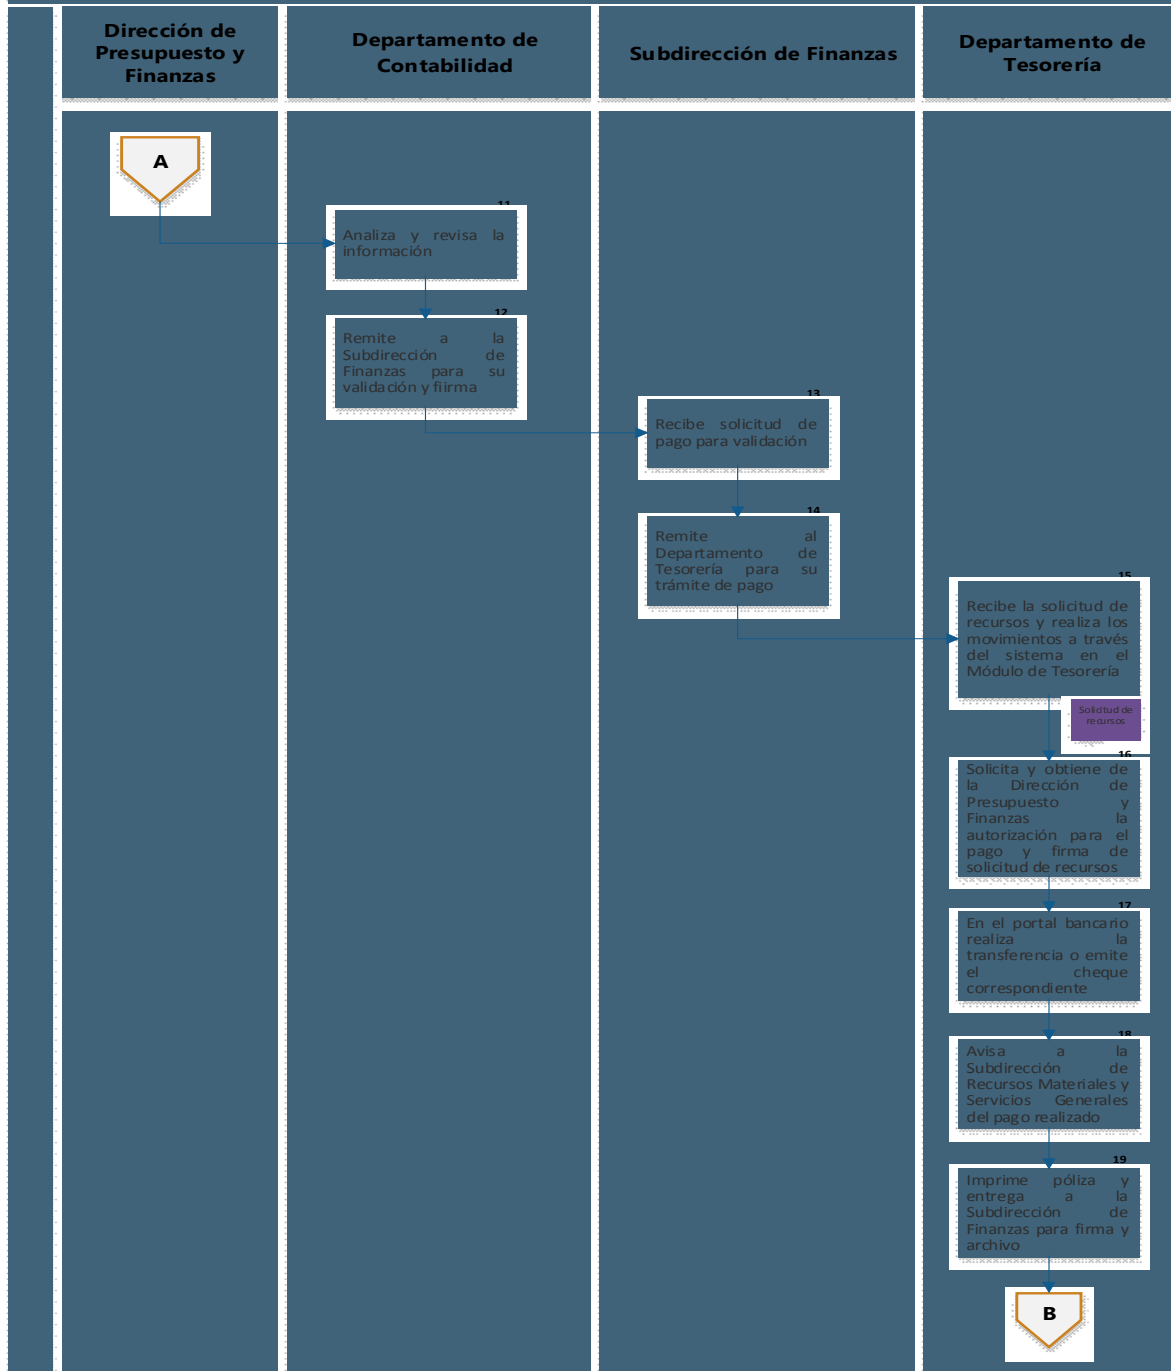 Dirección de
Presupuesto y
Finanzas
Departamento de
Contabilidad
Subdirección de Finanzas
Departamento de
Tesorería
A
11
Analiza y revisa la
información
12
Remite a la
Subdirección de
Finanzas para su
validación y fiirma
13
Recibe solicitud de
pago para validación
14
Remite al
Departamento de
Tesorería para su
trámite de pago
15
Recibe la solicitud de
recursos y realiza los
movimientos a través
del sistema en el
Módulo de Tesorería
Solicitud de
recursos
16
Solicita y obtiene de
la Dirección de
Presupuesto y
Finanzas la
autorización para el
pago y firma de
solicitud de recursos
17
En el portal bancario
realiza la
transferencia o emite
el cheque
correspondiente
18
Avisa a la
Subdirección de
Recursos Materiales y
Servicios Generales
del pago realizado
19
Imprime póliza y
entrega a la
Subdirección de
Finanzas para firma y
archivo
B